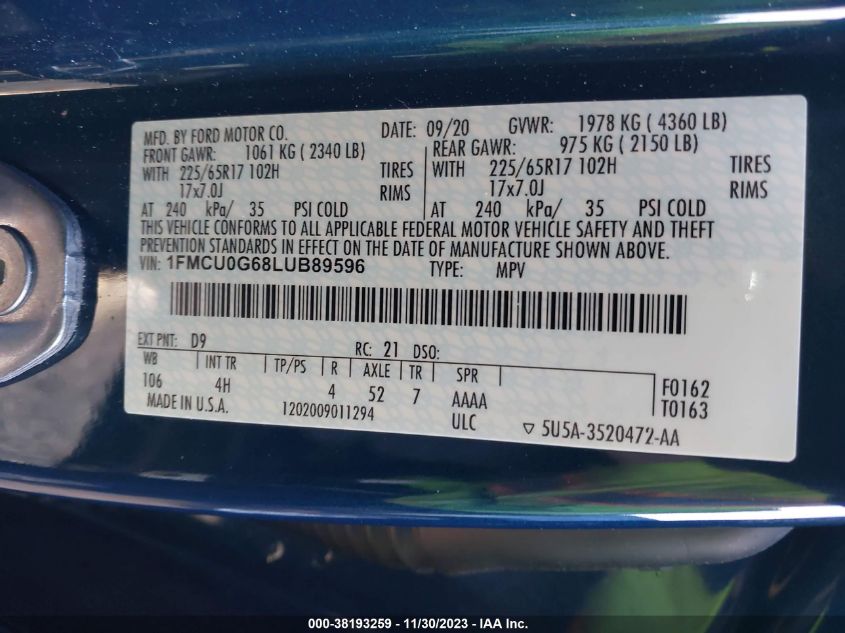 MFD. BY FORD MOTOR CO. DATE: 09/20 GVWR: 1978 KG ( 4360 LB)
FRONT GAWR: 1061 KG ( 2340 LB) REAR GAWR: 975 KG ( 2150 LB)
WITH 225/65R17 102H TIRES WITH 225/65R17 102H TIRES
17x7.0J RIMS 17x7.0J RIMS
AT 240 kPa/ 35 PSI COLD AT 240 kPa/ 35 PSI COLD
THIS VEHICLE CONFORMS TO ALL APPLICABLE FEDERAL MOTOR VEHICLE SAFETY AND THEFT
PREVENTION STANDARDS IN EFFECT ON THE DATE OF MANUFACTURE SHOWN ABOVE.
VIN: 1FMCU0G68LUB89596 TYPE: MPV
EXT PNT: D9 RC: 21 DSO:
WB INT TR TP/PS R AXLE TR SPR
106 4H 4 52 7 AAAA F0162
MADE IN U.S.A. 1202009011294 ULC T0163
▽ 5U5A-3520472-AA
000-38193259 - 11/30/2023 - IAA Inc.